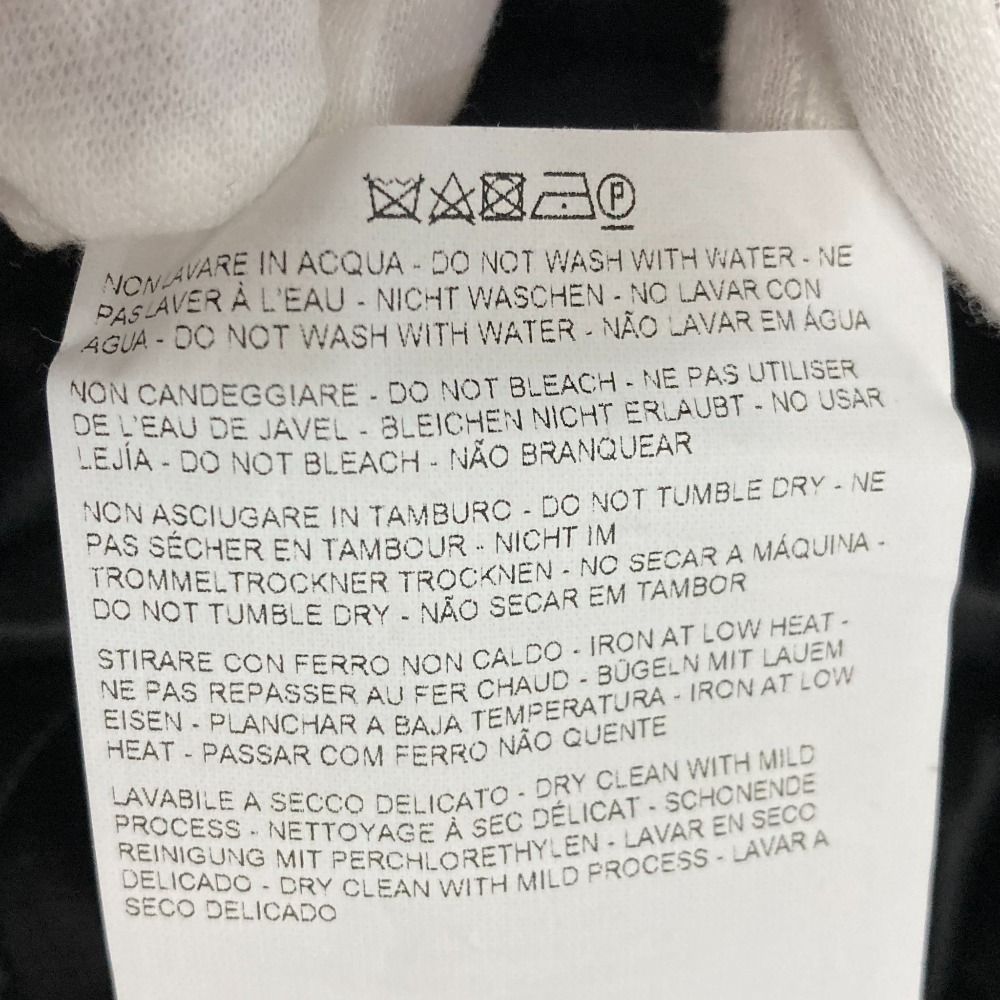 P
NON LAVARE IN ACQUA - DO NOT WASH WITH WATER - NE
PAS LAVER À L'EAU - NICHT WASCHEN - NO LAVAR CON
AGUA - DO NOT WASH WITH WATER - NÃO LAVAR EM ÁGUA
NON CANDEGGIARE - DO NOT BLEACH - NE PAS UTILISER
DE L'EAU DE JAVEL - BLEICHEN NICHT ERLAUBT - NO USAR
LEJÍA - DO NOT BLEACH - NÃO BRANQUEAR
NON ASCIUGARE IN TAMBURO - DO NOT TUMBLE DRY - NE
PAS SÉCHER EN TAMBOUR - NICHT IM
TROMMELTROCKNER TROCKNEN - NO SECAR A MÁQUINA -
DO NOT TUMBLE DRY - NÃO SECAR EM TAMBOR
STIRARE CON FERRO NON CALDO - IRON AT LOW HEAT -
NE PAS REPASSER AU FER CHAUD - BÜGELN MIT LAUEM
EISEN - PLANCHAR A BAJA TEMPERATURA - IRON AT LOW
HEAT - PASSAR COM FERRO NÃO QUENTE
LAVABILE A SECCO DELICATO - DRY CLEAN WITH MILD
PROCESS - NETTOYAGE À SEC DÉLICAT - SCHONENDE
REINIGUNG MIT PERCHLORETHYLEN - LAVAR EN SECO
DELICADO - DRY CLEAN WITH MILD PROCESS - LAVAR A
SECO DELICADO